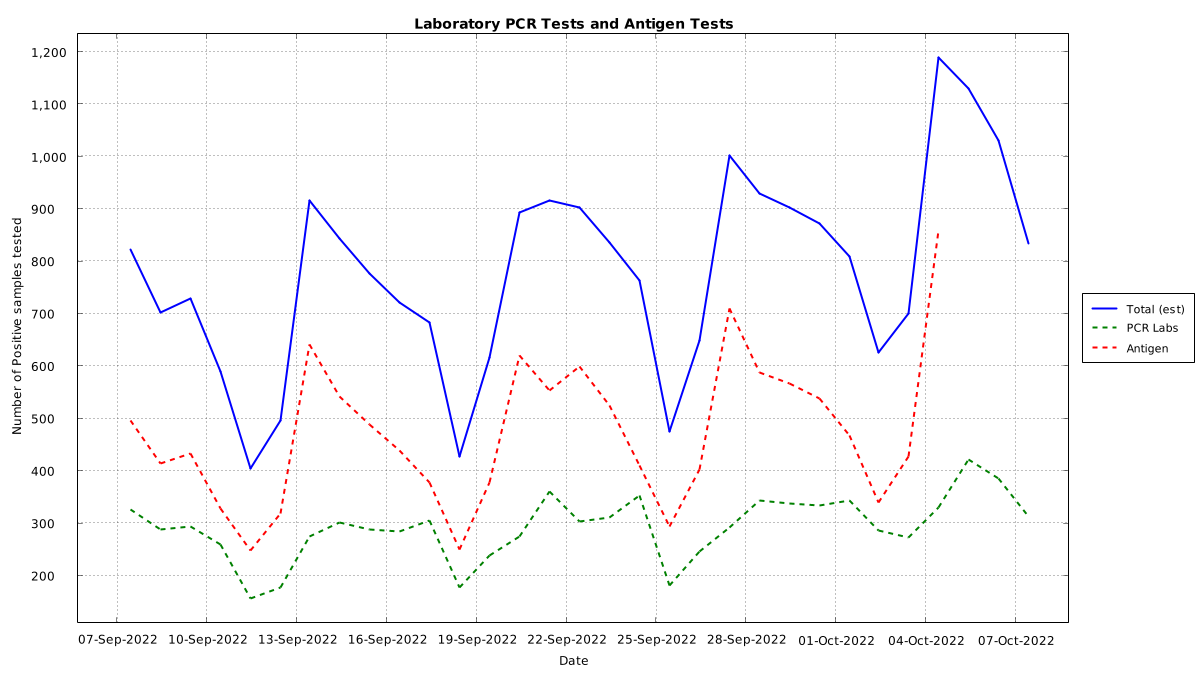 Laboratory PCR Tests and Antigen Tests
1,200
1,100
1,000
900
800
700
600
500
400
300
200
Number of Positive samples tested
07-Sep-2022 10-Sep-2022 13-Sep-2022 16-Sep-2022 19-Sep-2022 22-Sep-2022 25-Sep-2022 28-Sep-2022 01-Oct-2022 04-Oct-2022 07-Oct-2022
Date
Total (est)
PCR Labs
Antigen